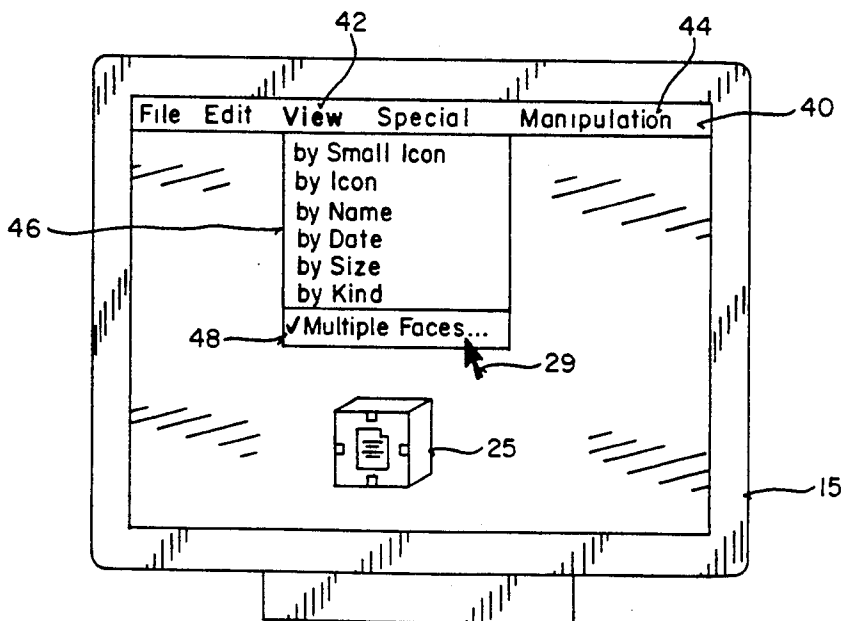 42
44
File Edit View Special Manipulation
40
by Small Icon
by Icon
by Name
46
by Date
by Size
by Kind
✓Multiple Faces...
48
29
25
15